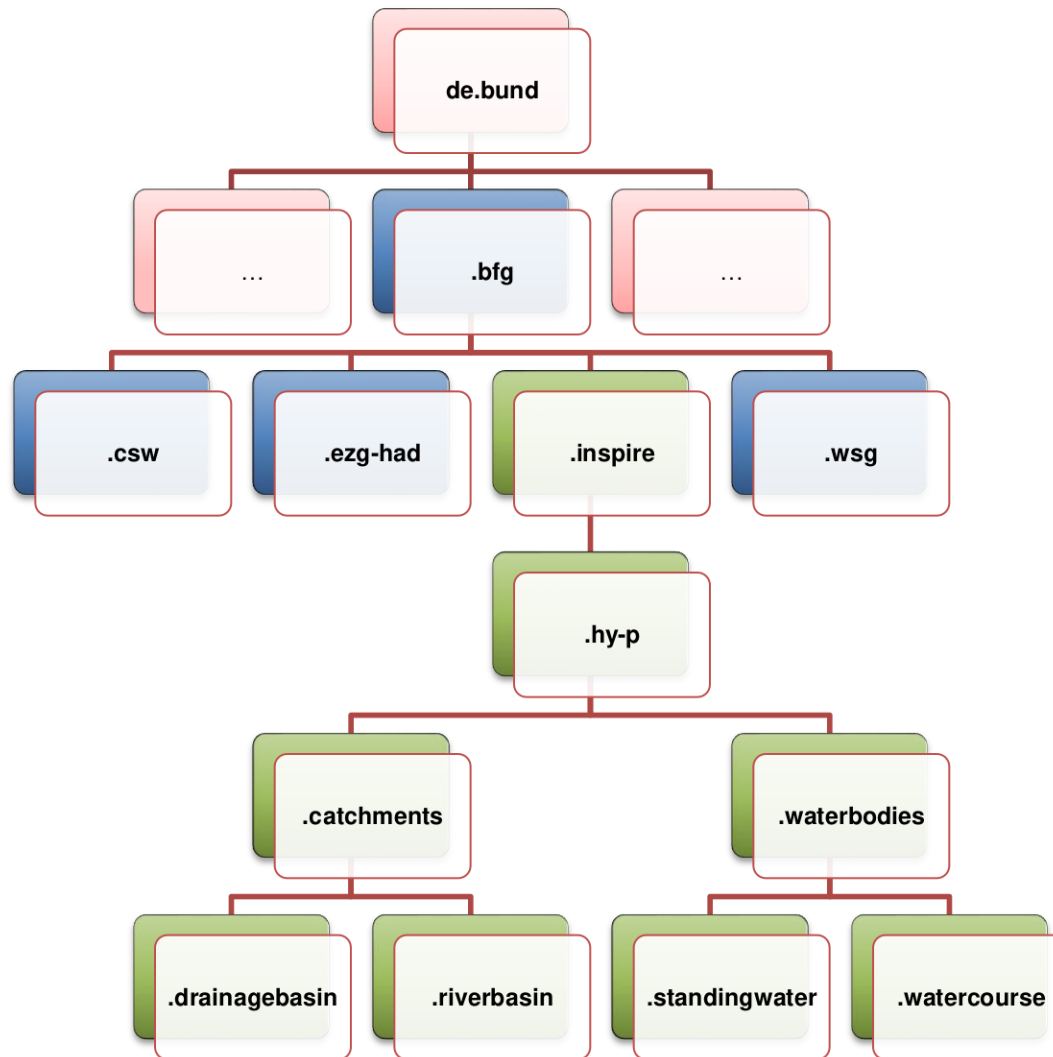 de.bund
...
.bfg
...
.csw
.ezg-had
.inspire
.wsg
.hy-p
.catchments
.waterbodies
.drainagebasin
.riverbasin
.standingwater
.watercourse